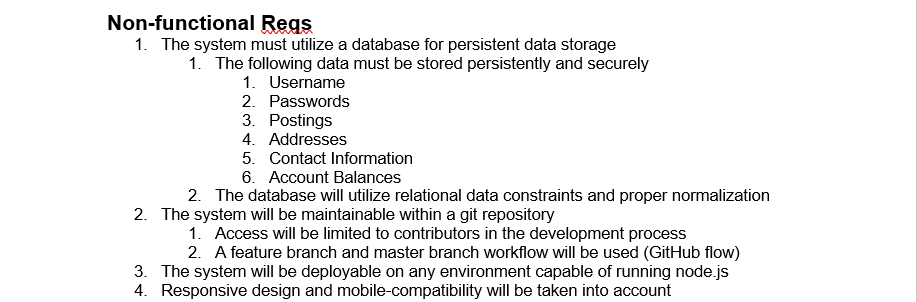 Non-functional Reqs
1. The system must utilize a database for persistent data storage
1. The following data must be stored persistently and securely
1. Username
2. Passwords
3. Postings
4. Addresses
5. Contact Information
6. Account Balances
2. The database will utilize relational data constraints and proper normalization
2. The system will be maintainable within a git repository
1. Access will be limited to contributors in the development process
2. A feature branch and master branch workflow will be used (GitHub flow)
3. The system will be deployable on any environment capable of running node.js
4. Responsive design and mobile-compatibility will be taken into account